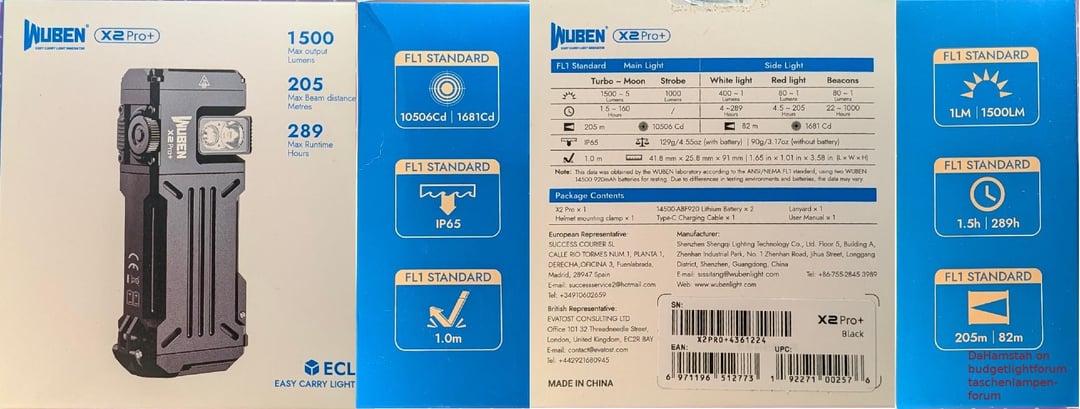 WUBEN®
EASY CARRY LIGHT INNOVATOR
X2 Pro+
1500
Max output
Lumens
205
Max Beam distance
Metres
289
Max Runtime
Hours
WUBEN
X2 Pro+
CE
ECL
EASY CARRY LIGHT
FL1 STANDARD
10506Cd | 1681Cd
FL1 STANDARD
IP65
FL1 STANDARD
1.0m
WUBEN®
EASY CARRY LIGHT INNOVATOR
X2 Pro+
FL1 Standard Main Light Side Light
Turbo – Moon Strobe White light Red light Beacons
1500 ~ 5 Lumens 1000 Lumens 400 ~ 1 Lumens 80 ~ 1 Lumens 80 ~ 1 Lumens
1.5 ~ 160 Hours / 4 ~289 Hours 4.5 ~ 205 Hours 22 ~ 1000 Hours
205 m 10506 Cd 82 m 1681 Cd
IP65 129g/4.55oz (with battery) | 90g/3.17oz (without battery)
1.0 m 41.8 mm × 25.8 mm × 91 mm | 1.65 in × 1.01 in × 3.58 in (L × W × H)
Note: This data was obtained by the WUBEN laboratory according to the ANSI/NEMA FL1 standard, using two WUBEN
14500 920mAh batteries for testing. Due to differences in testing environments and batteries, the data may vary.
Package Contents
X2 Pro × 1 14500-ABF920 Lithium Battery × 2 Lanyard × 1
Helmet mounting clamp × 1 Type-C Charging Cable × 1 User Manual × 1
European Representative:
SUCCESS COURIER SL
CALLE RIO TORMES NUM.1, PLANTA 1,
DERECHA,OFICINA 3, Fuenlabrada,
Madrid, 28947 Spain
E-mail: successservice2@hotmail.com
Tel: +34910602659
British Representative:
EVATOST CONSULTING LTD
Office 101 32 Threadneedle Street,
London, United Kingdom, EC2R 8AY
E-mail: contact@evatost.com
Tel: +442921680945
MADE IN CHINA
Manufacturer:
Shenzhen Shengqi Lighting Technology Co., Ltd. Floor 5, Building A,
Zhenhan Industrial Park, No. 1 Zhenhan Road, Jihua Street, Longgang
District, Shenzhen, Guangdong, China
E-mail: sissitang@wubenlight.com Tel: +86-755-2845 3989
Web: www.wubenlight.com
SN:
X2PRO+4361224
X2Pro+
Black
EAN:
6 971196 512773
UPC:
1 92271 00257 6
FL1 STANDARD
1LM | 1500LM
FL1 STANDARD
1.5h | 289h
FL1 STANDARD
205m | 82m
DaHamstah on
budgetlightforum
taschenlampen-
forum